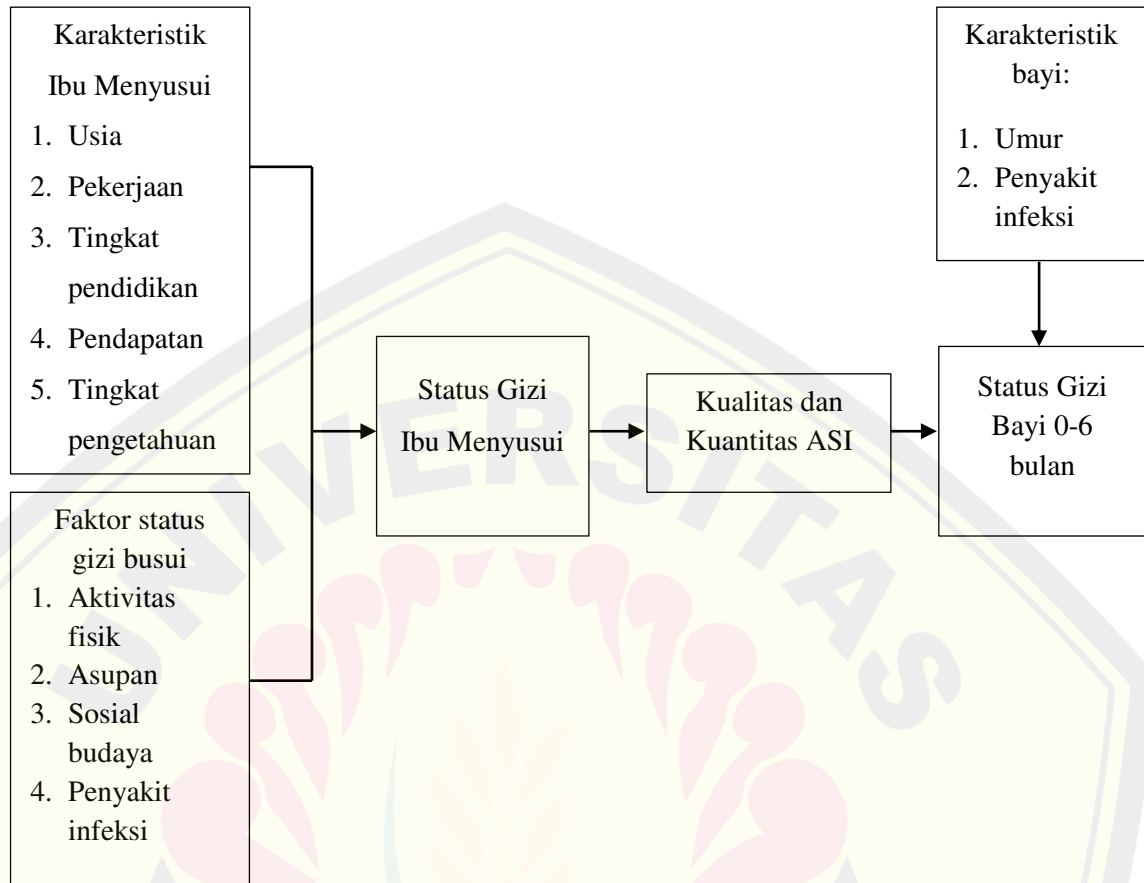 Karakteristik
Ibu Menyusui
1. Usia
2. Pekerjaan
3. Tingkat
pendidikan
4. Pendapatan
5. Tingkat
pengetahuan
Faktor status
gizi busui
1. Aktivitas
fisik
2. Asupan
3. Sosial
budaya
4. Penyakit
infeksi
Status Gizi
Ibu Menyusui
Kualitas dan
Kuantitas ASI
Karakteristik
bayi:
1. Umur
2. Penyakit
infeksi
Status Gizi
Bayi 0-6
bulan
UNIVERSITAS